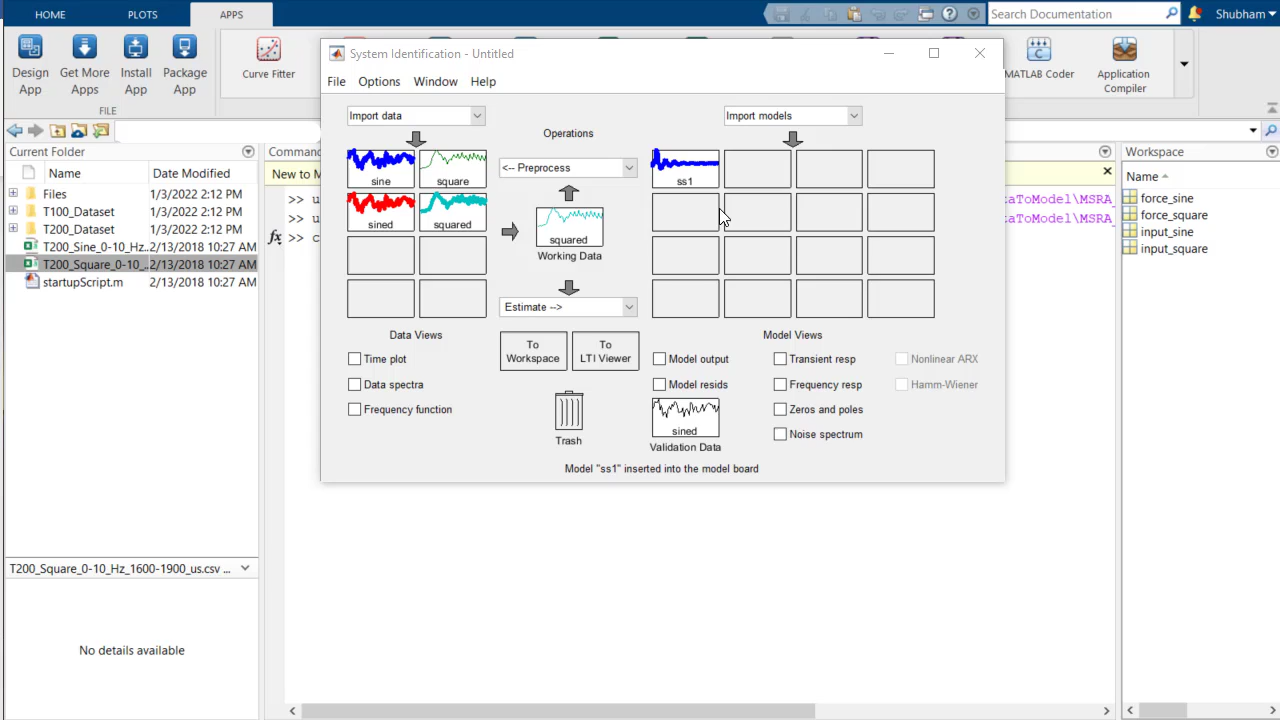 HOME PLOTS APPS Search Documentation Shubham
Design App
Get More Apps
Install App
Package App
Curve Fitter
MATLAB Coder
Application Compiler
FILE
System Identification - Untitled
File Options Window Help
Current Folder
Name Date Modified
Files 1/3/2022 2:12 PM
T100_Dataset 1/3/2022 2:12 PM
T200_Dataset 1/3/2022 2:12 PM
T200_Sine_0-10_Hz... 2/13/2018 10:27 AM
T200_Square_0-10_... 2/13/2018 10:27 AM
startupScript.m 2/13/2018 10:27 AM
T200_Square_0-10_Hz_1600-1900_us.csv ...
No details available
Comman
New to M
>> u
>> u
fx >> c
Import data
Operations
Import models
sine square
sined squared
<-- Preprocess
squared
Working Data
Estimate -->
ss1
Data Views
Time plot
Data spectra
Frequency function
To Workspace
To LTI Viewer
Trash
Model Views
Model output Transient resp Nonlinear ARX
Model resids Frequency resp Hamm-Wiener
Zeros and poles
Noise spectrum
sined
Validation Data
Model "ss1" inserted into the model board
taToModel\MSRA_
taToModel\MSRA_
Workspace
Name
force_sine
force_square
input_sine
input_square